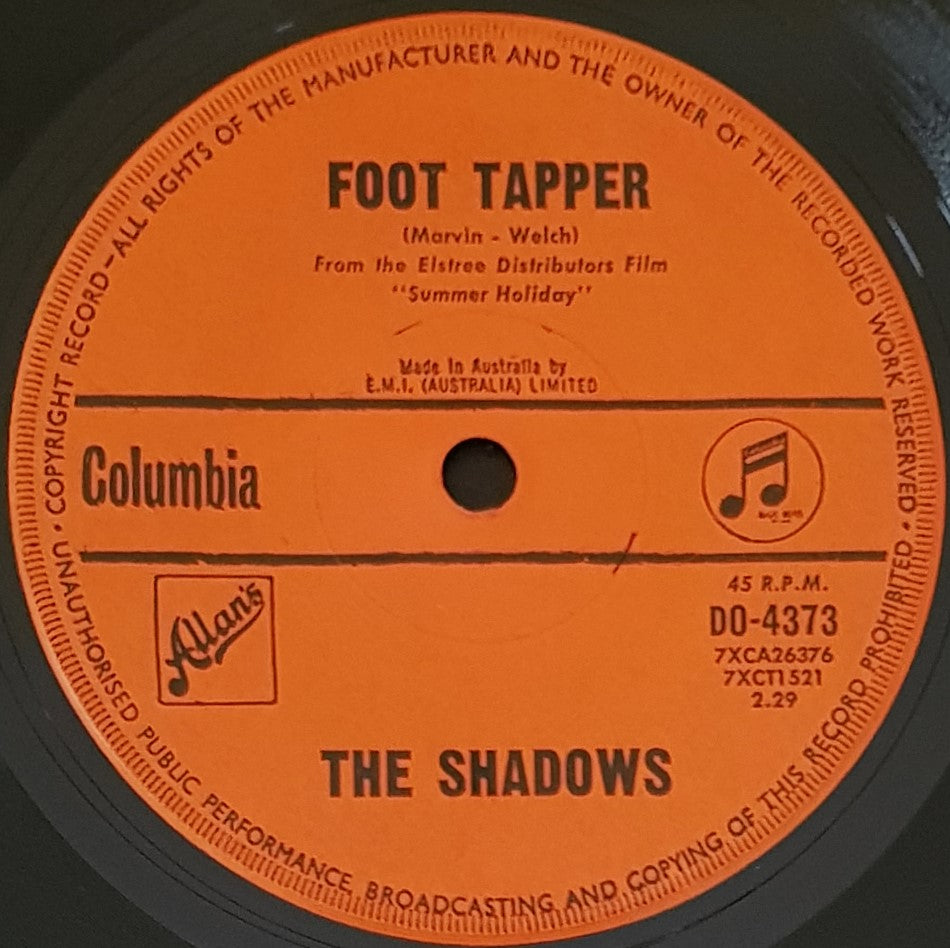 COPYRIGHT RECORD – ALL RIGHTS OF THE MANUFACTURER AND THE OWNER OF THE RECORDED WORK RESERVED •
FOOT TAPPER
(Marvin - Welch)
From the Elstree Distributors Film
"Summer Holiday"
Made In Australia by
E.M.I. (AUSTRALIA) LIMITED
Columbia
Allan's
45 R.P.M.
DO-4373
7XCA26376
7XCT1521
2.29
THE SHADOWS
UNAUTHORISED PUBLIC PERFORMANCE BROADCASTING AND COPYING OF THIS RECORD PROHIBITED •